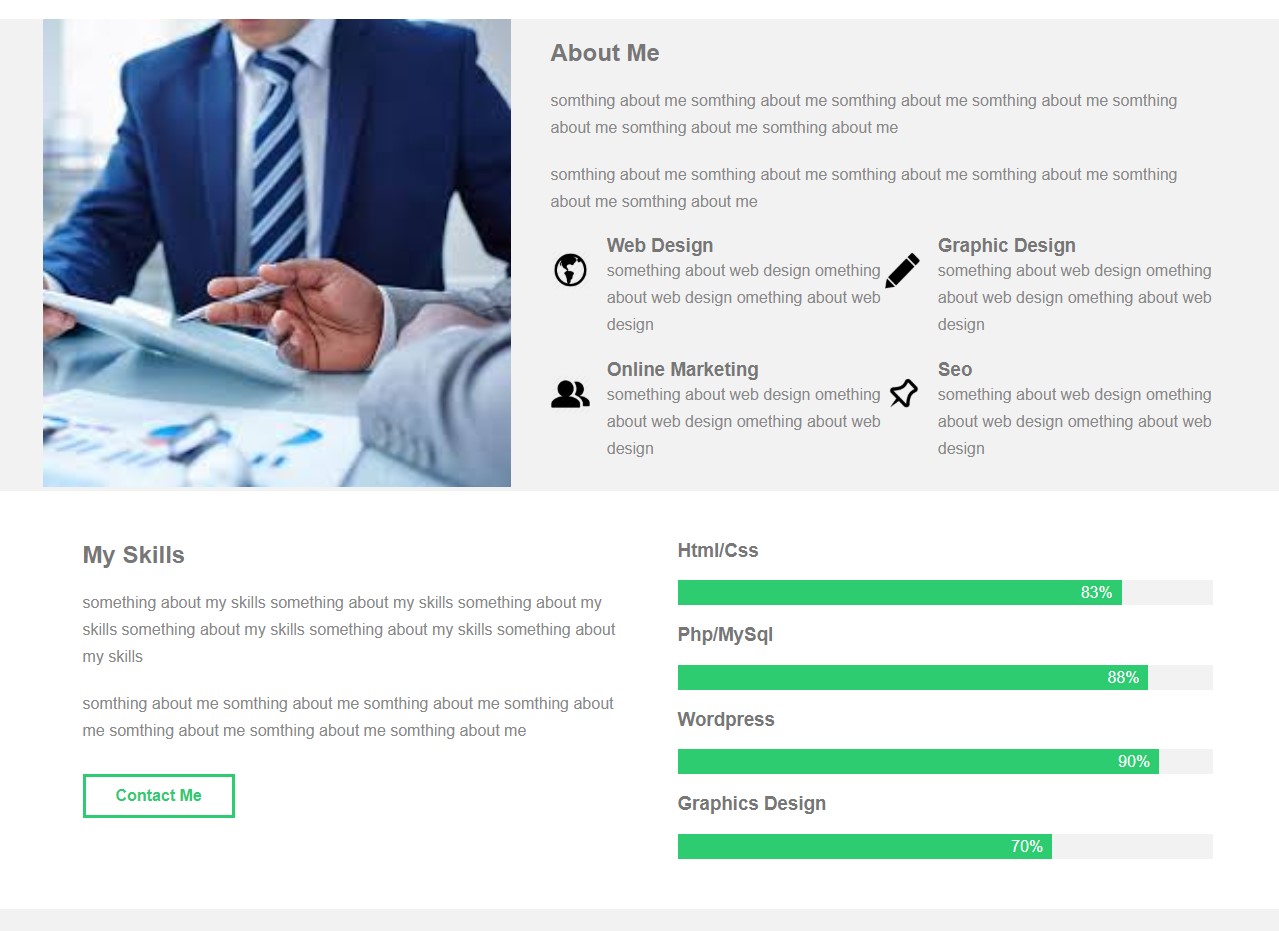 About Me
somthing about me somthing about me somthing about me somthing about me somthing
about me somthing about me somthing about me
somthing about me somthing about me somthing about me somthing about me somthing
about me somthing about me
Web Design
something about web design omething
about web design omething about web
design
Graphic Design
something about web design omething
about web design omething about web
design
Online Marketing
something about web design omething
about web design omething about web
design
Seo
something about web design omething
about web design omething about web
design
My Skills
something about my skills something about my skills something about my
skills something about my skills something about my skills something about
my skills
somthing about me somthing about me somthing about me somthing about
me somthing about me somthing about me somthing about me
Contact Me
Html/Css
83%
Php/MySql
88%
Wordpress
90%
Graphics Design
70%